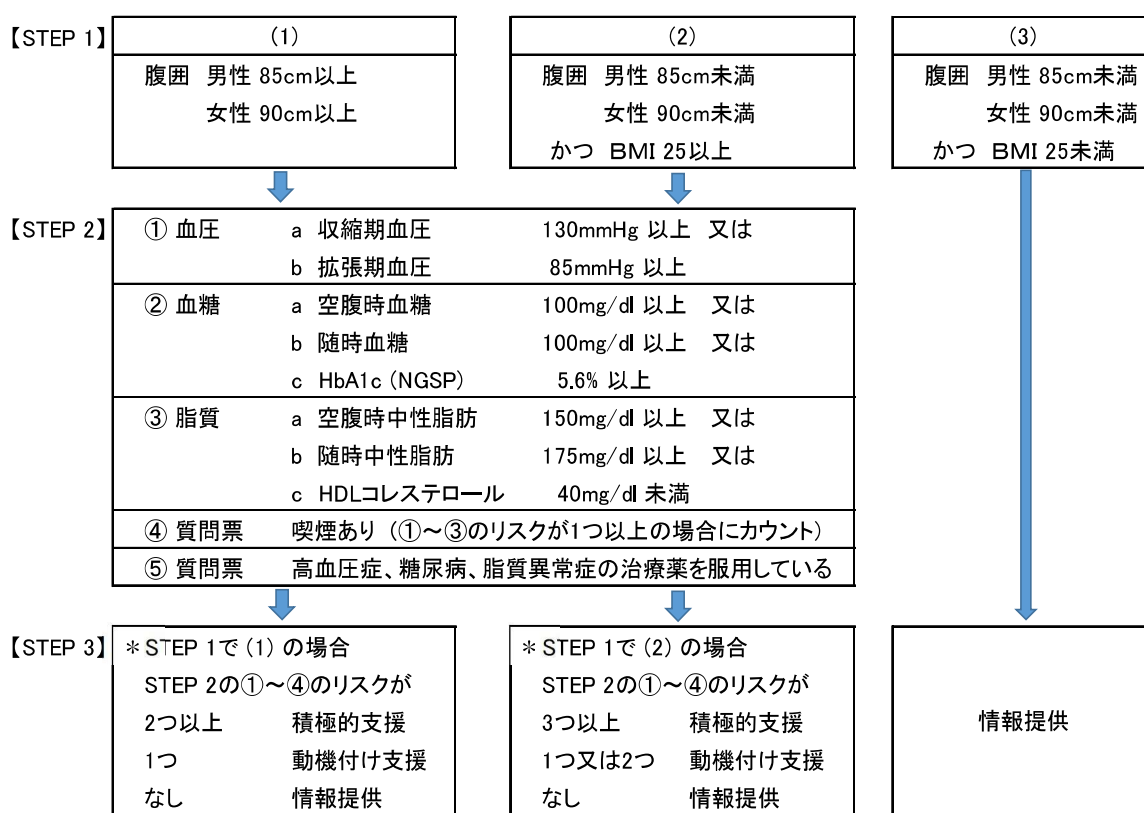 【STEP 1】
(1)
腹囲 男性 85cm以上
女性 90cm以上
(2)
腹囲 男性 85cm未満
女性 90cm未満
かつ BMI 25以上
(3)
腹囲 男性 85cm未満
女性 90cm未満
かつ BMI 25未満
【STEP 2】
① 血圧 a 収縮期血圧 130mmHg 以上 又は
b 拡張期血圧 85mmHg 以上
② 血糖 a 空腹時血糖 100mg/dl 以上 又は
b 随時血糖 100mg/dl 以上 又は
c HbA1c (NGSP) 5.6% 以上
③ 脂質 a 空腹時中性脂肪 150mg/dl 以上 又は
b 随時中性脂肪 175mg/dl 以上 又は
c HDLコレステロール 40mg/dl 未満
④ 質問票 喫煙あり (①～③のリスクが1つ以上の場合にカウント)
⑤ 質問票 高血圧症、糖尿病、脂質異常症の治療薬を服用している
【STEP 3】
＊STEP 1で (1) の場合
STEP 2の①～④のリスクが
2つ以上 積極的支援
1つ 動機付け支援
なし 情報提供
＊STEP 1で (2) の場合
STEP 2の①～④のリスクが
3つ以上 積極的支援
1つ又は2つ 動機付け支援
なし 情報提供
情報提供